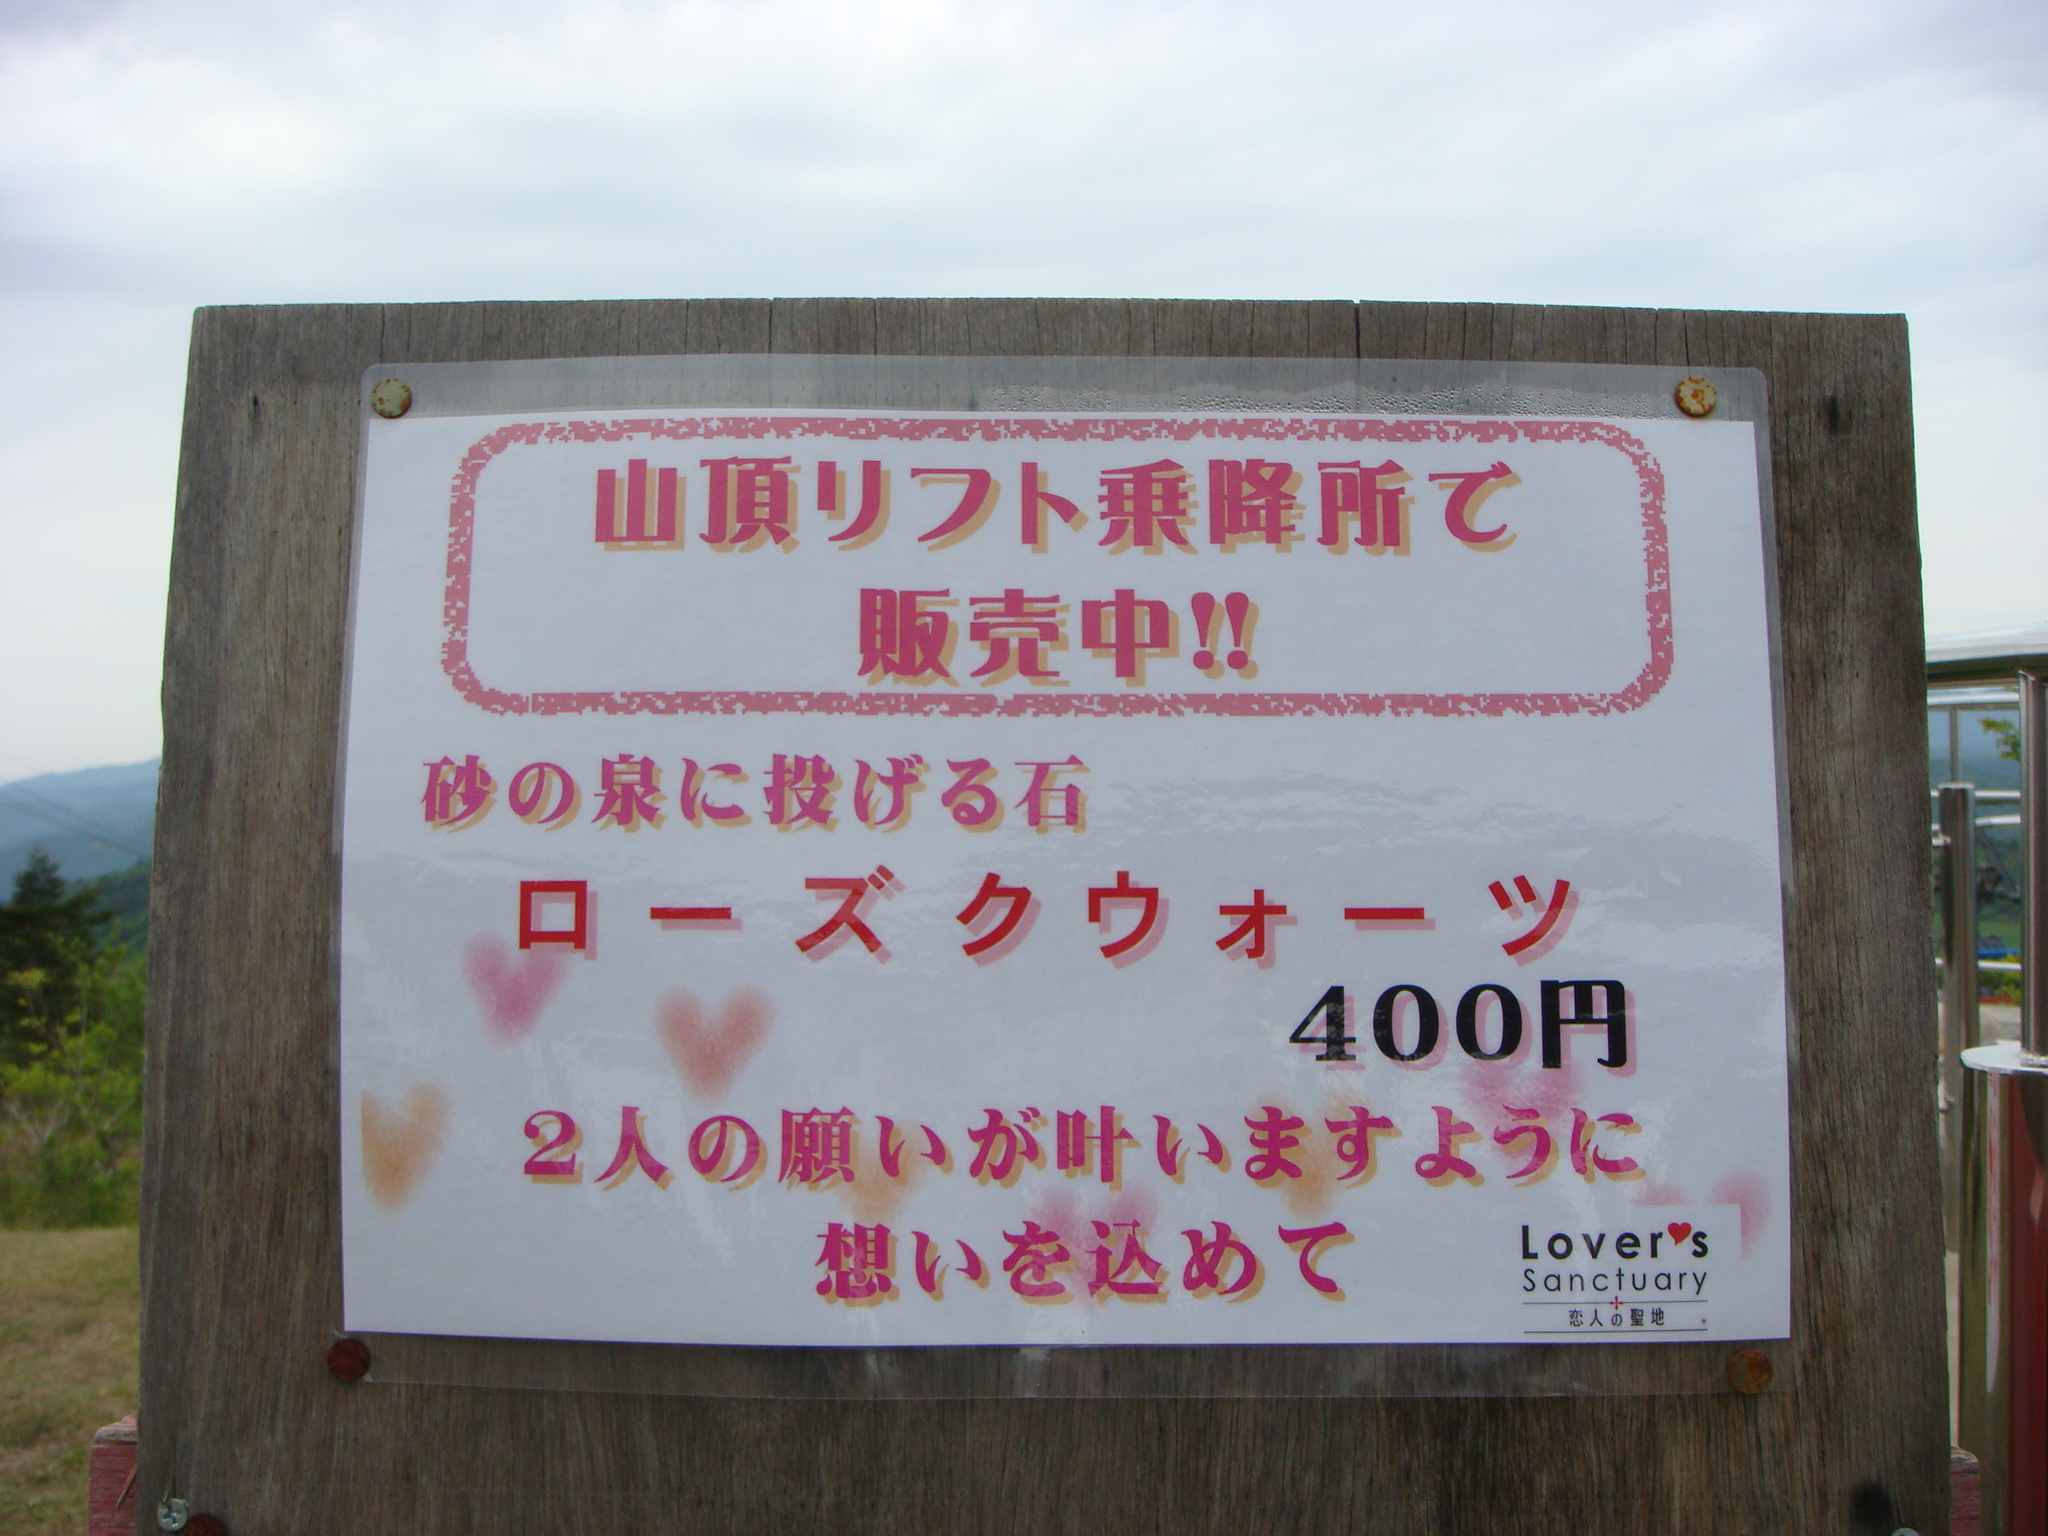 山頂リフト乗降所で
販売中!!
砂の泉に投げる石
ローズクウォーツ
400円
2人の願いが叶いますように
想いを込めて
Lover's
Sanctuary
恋人の聖地